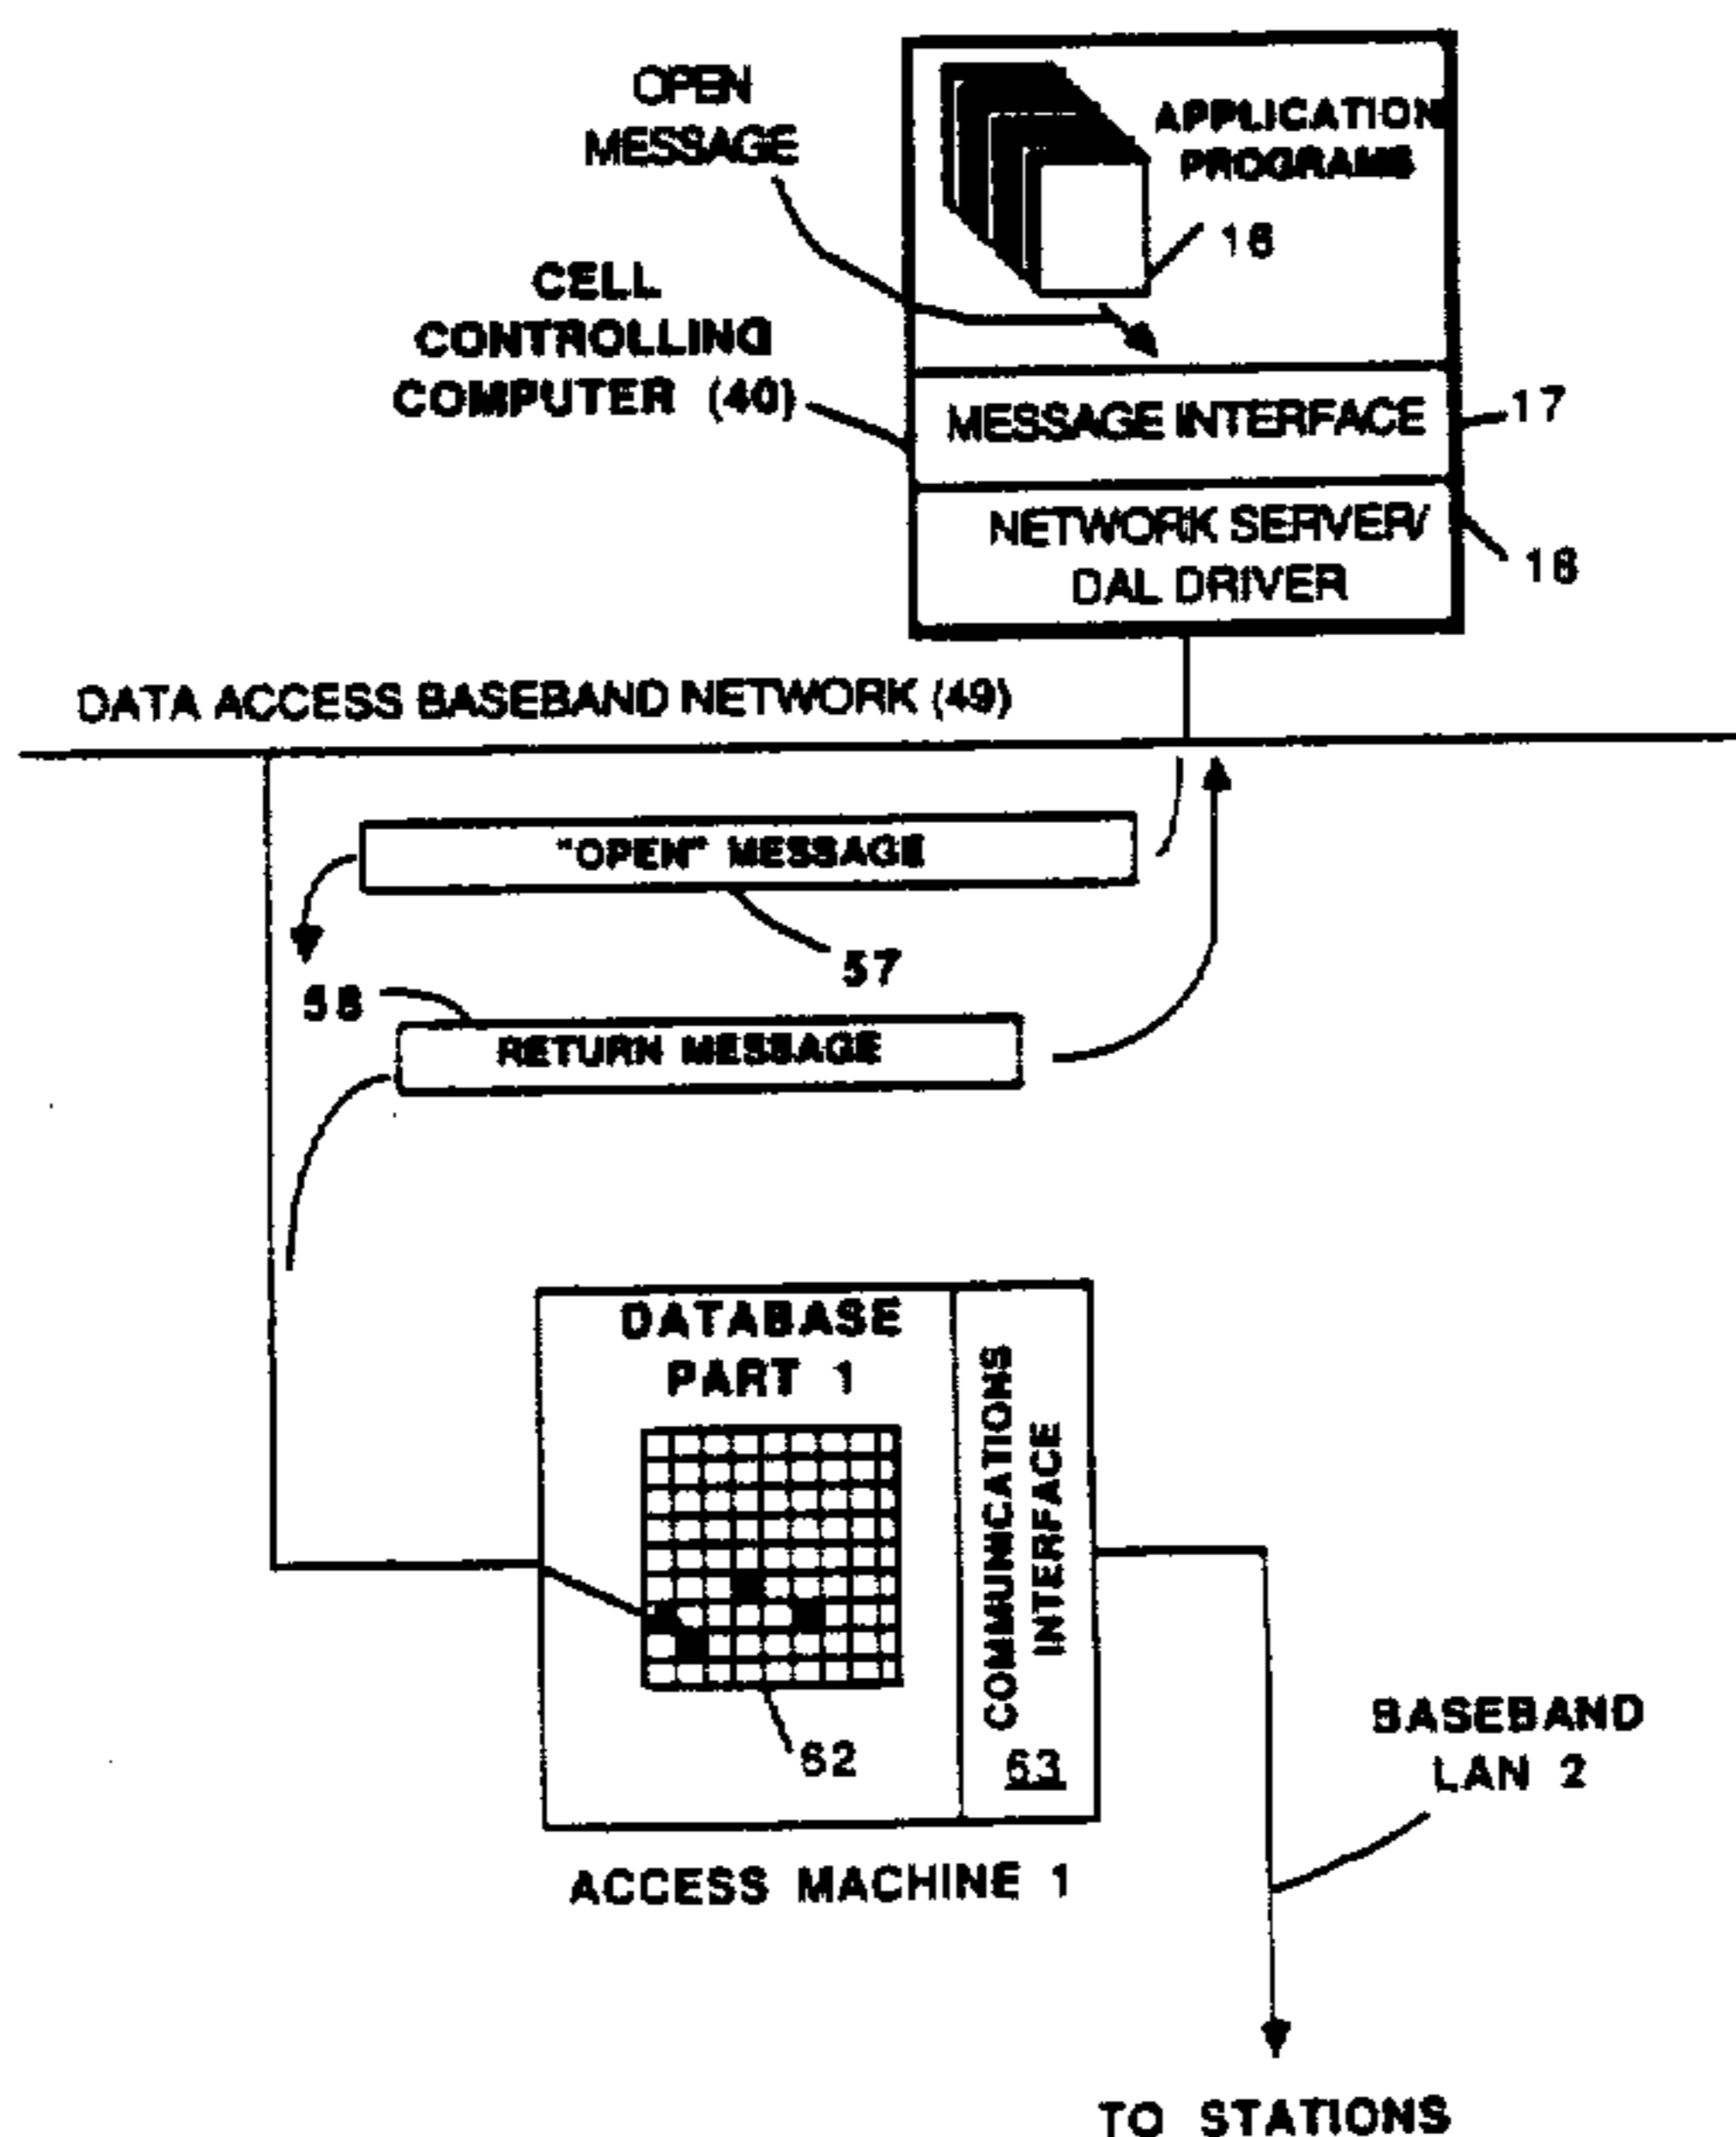 OPEN
MESSAGE
APPLICATION
PROGRAMS
16
CELL
CONTROLLING
COMPUTER (40)
MESSAGE INTERFACE
17
NETWORK SERVER/
DAL DRIVER
DATA ACCESS BASEBAND NETWORK (49)
"OPEN" MESSAGE
57
RETURN MESSAGE
DATABASE
PART 1
COMMUNICATIONS
INTERFACE
63
62
ACCESS MACHINE 1
BASEBAND
LAN 2
TO STATIONS